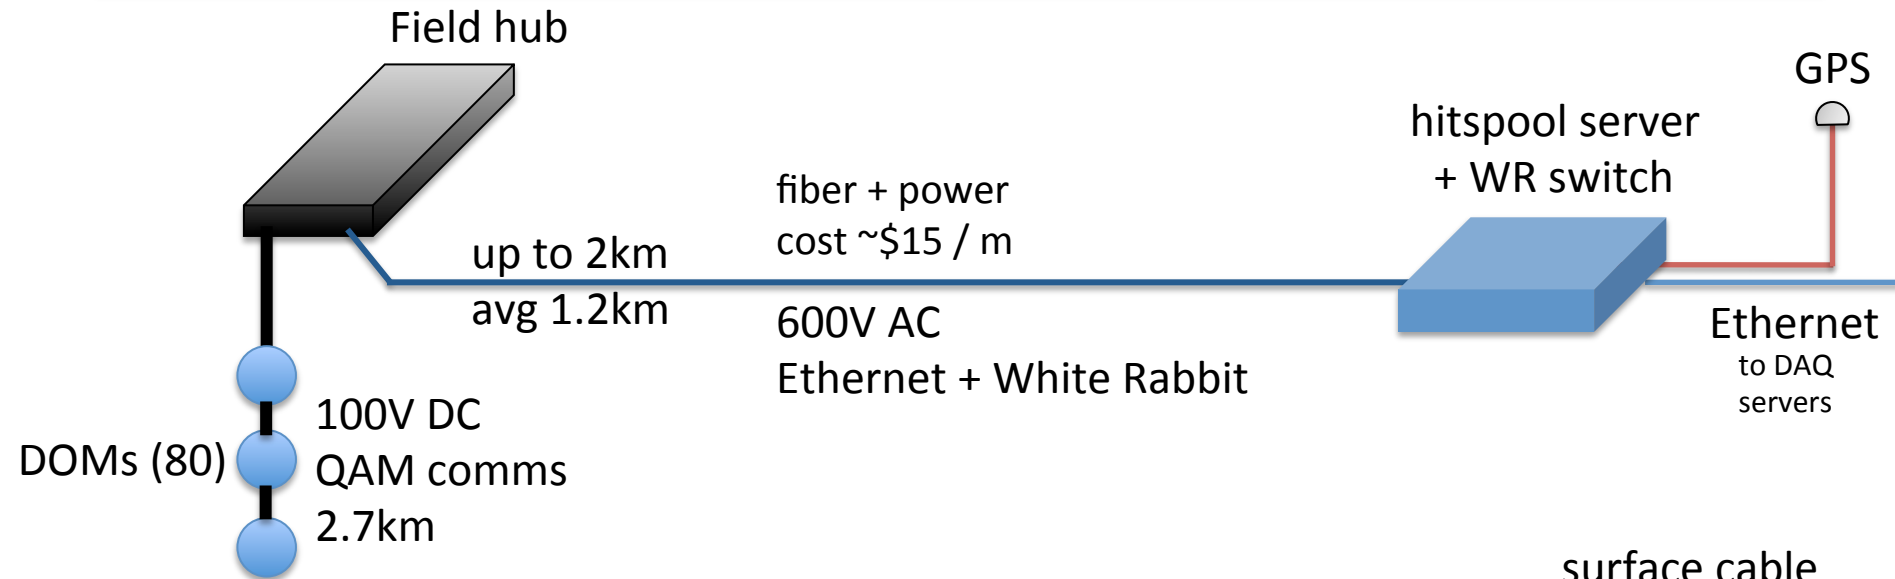 Field hub
GPS
hitspool server
+ WR switch
fiber + power
cost ~$15 / m
up to 2km
avg 1.2km
600V AC
Ethernet + White Rabbit
Ethernet
to DAQ
servers
DOMs (80)
100V DC
QAM comms
2.7km
surface cable